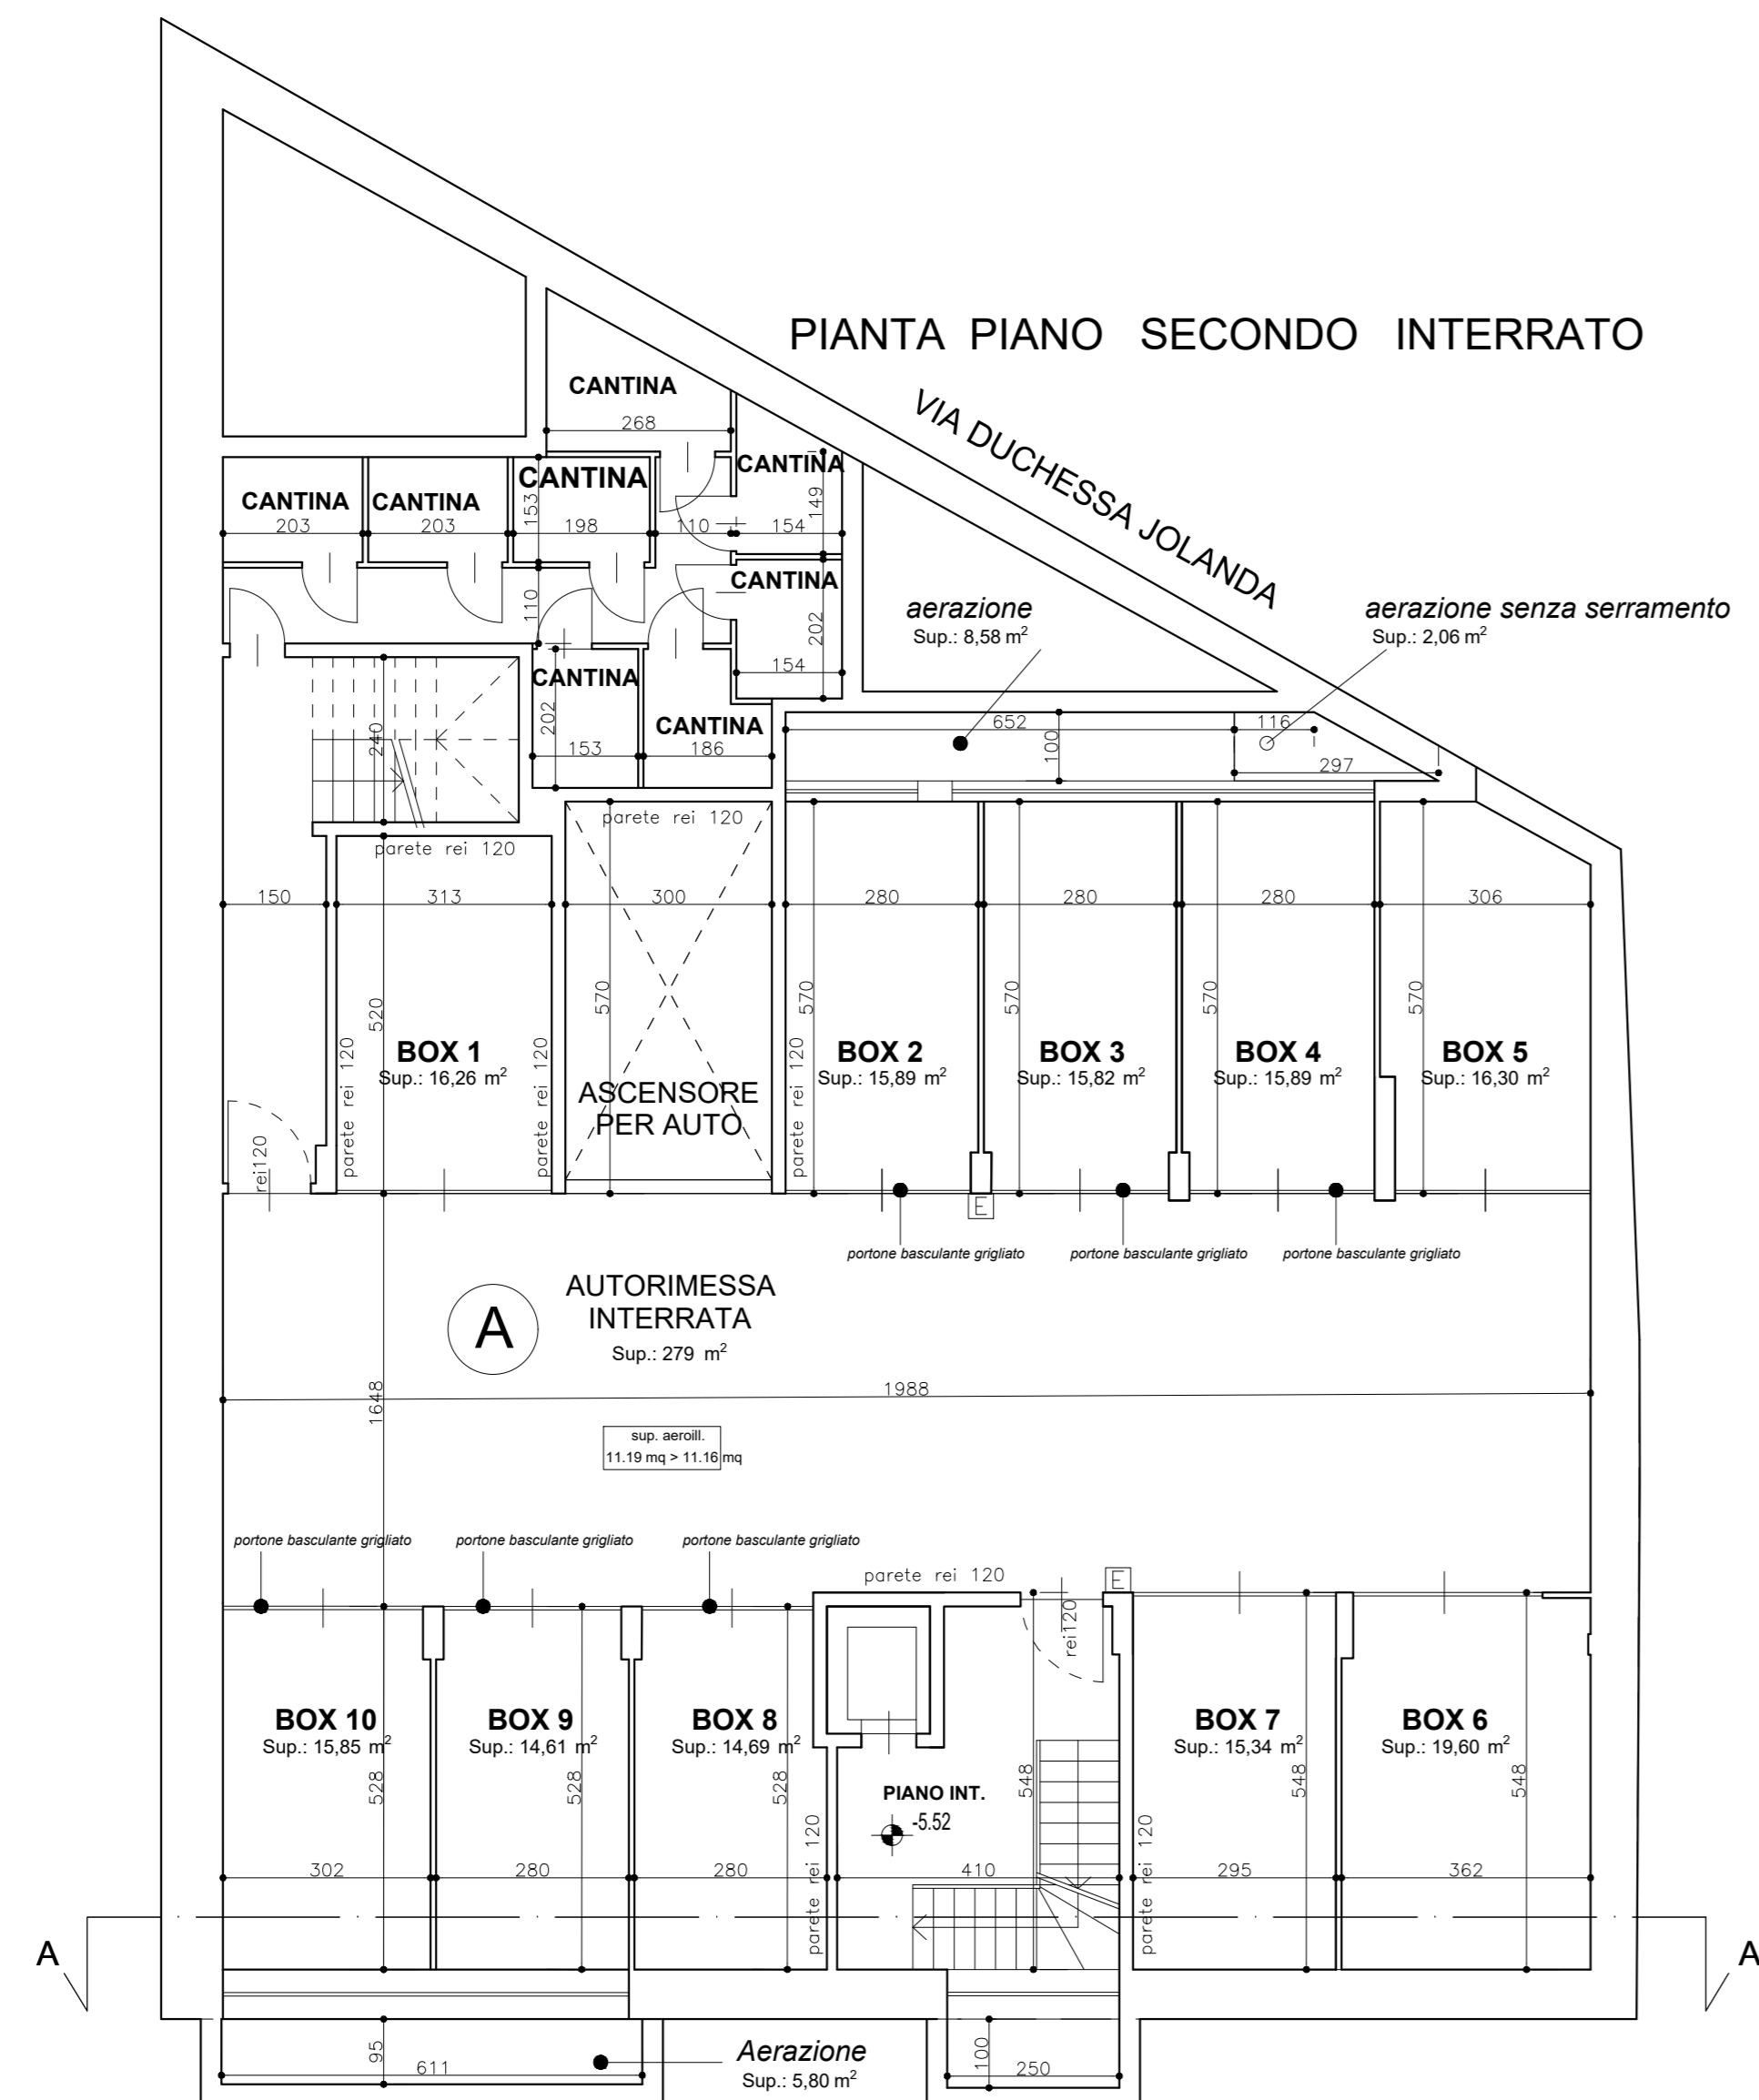 PIANTA PIANO SECONDO INTERRATO
VIA DUCHESSA JOLANDA
CANTINA
268
CANTINA
149
154
CANTINA
203
CANTINA
203
CANTINA
153
198
110
110
CANTINA
202
154
CANTINA
202
153
CANTINA
186
aerazione
Sup.: 8,58 m²
aerazione senza serramento
Sup.: 2,06 m²
652
116
100
297
240
parete rei 120
parete rei 120
150
313
300
280
280
280
306
520
570
570
570
570
570
BOX 1
Sup.: 16,26 m²
parete rei 120
parete rei 120
ASCENSORE
PER AUTO
parete rei 120
BOX 2
Sup.: 15,89 m²
BOX 3
Sup.: 15,82 m²
BOX 4
Sup.: 15,89 m²
BOX 5
Sup.: 16,30 m²
rei120
E
portone basculante grigliato
portone basculante grigliato
portone basculante grigliato
A
AUTORIMESSA
INTERRATA
Sup.: 279 m²
1648
1988
sup. aeroill.
11.19 mq > 11.16 mq
portone basculante grigliato
portone basculante grigliato
portone basculante grigliato
parete rei 120
E
rei120
BOX 10
Sup.: 15,85 m²
BOX 9
Sup.: 14,61 m²
BOX 8
Sup.: 14,69 m²
BOX 7
Sup.: 15,34 m²
BOX 6
Sup.: 19,60 m²
528
528
528
548
548
548
PIANO INT.
-5.52
parete rei 120
parete rei 120
302
280
280
410
295
362
A
A
95
611
Aerazione
Sup.: 5,80 m²
100
250